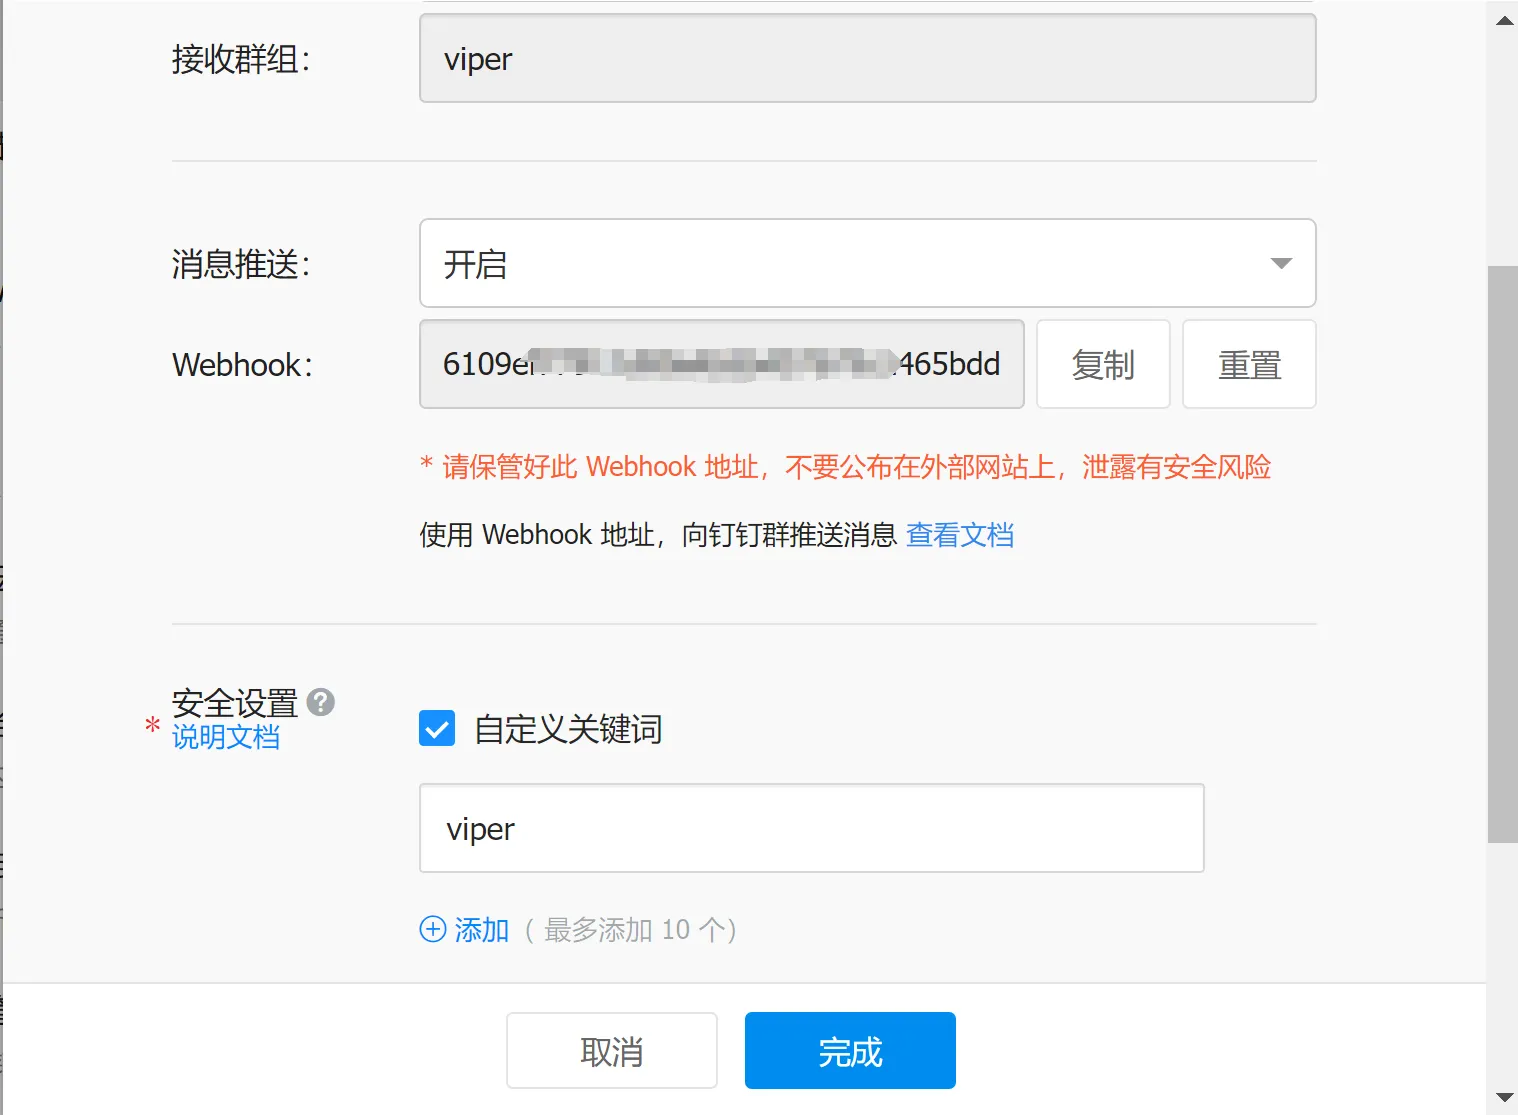 接收群组：
viper
消息推送：
开启
Webhook：
6109e 465bdd
复制
重置
* 请保管好此 Webhook 地址，不要公布在外部网站上，泄露有安全风险
使用 Webhook 地址，向钉钉群推送消息 查看文档
* 安全设置
说明文档
自定义关键词
viper
添加（ 最多添加 10 个）
取消
完成